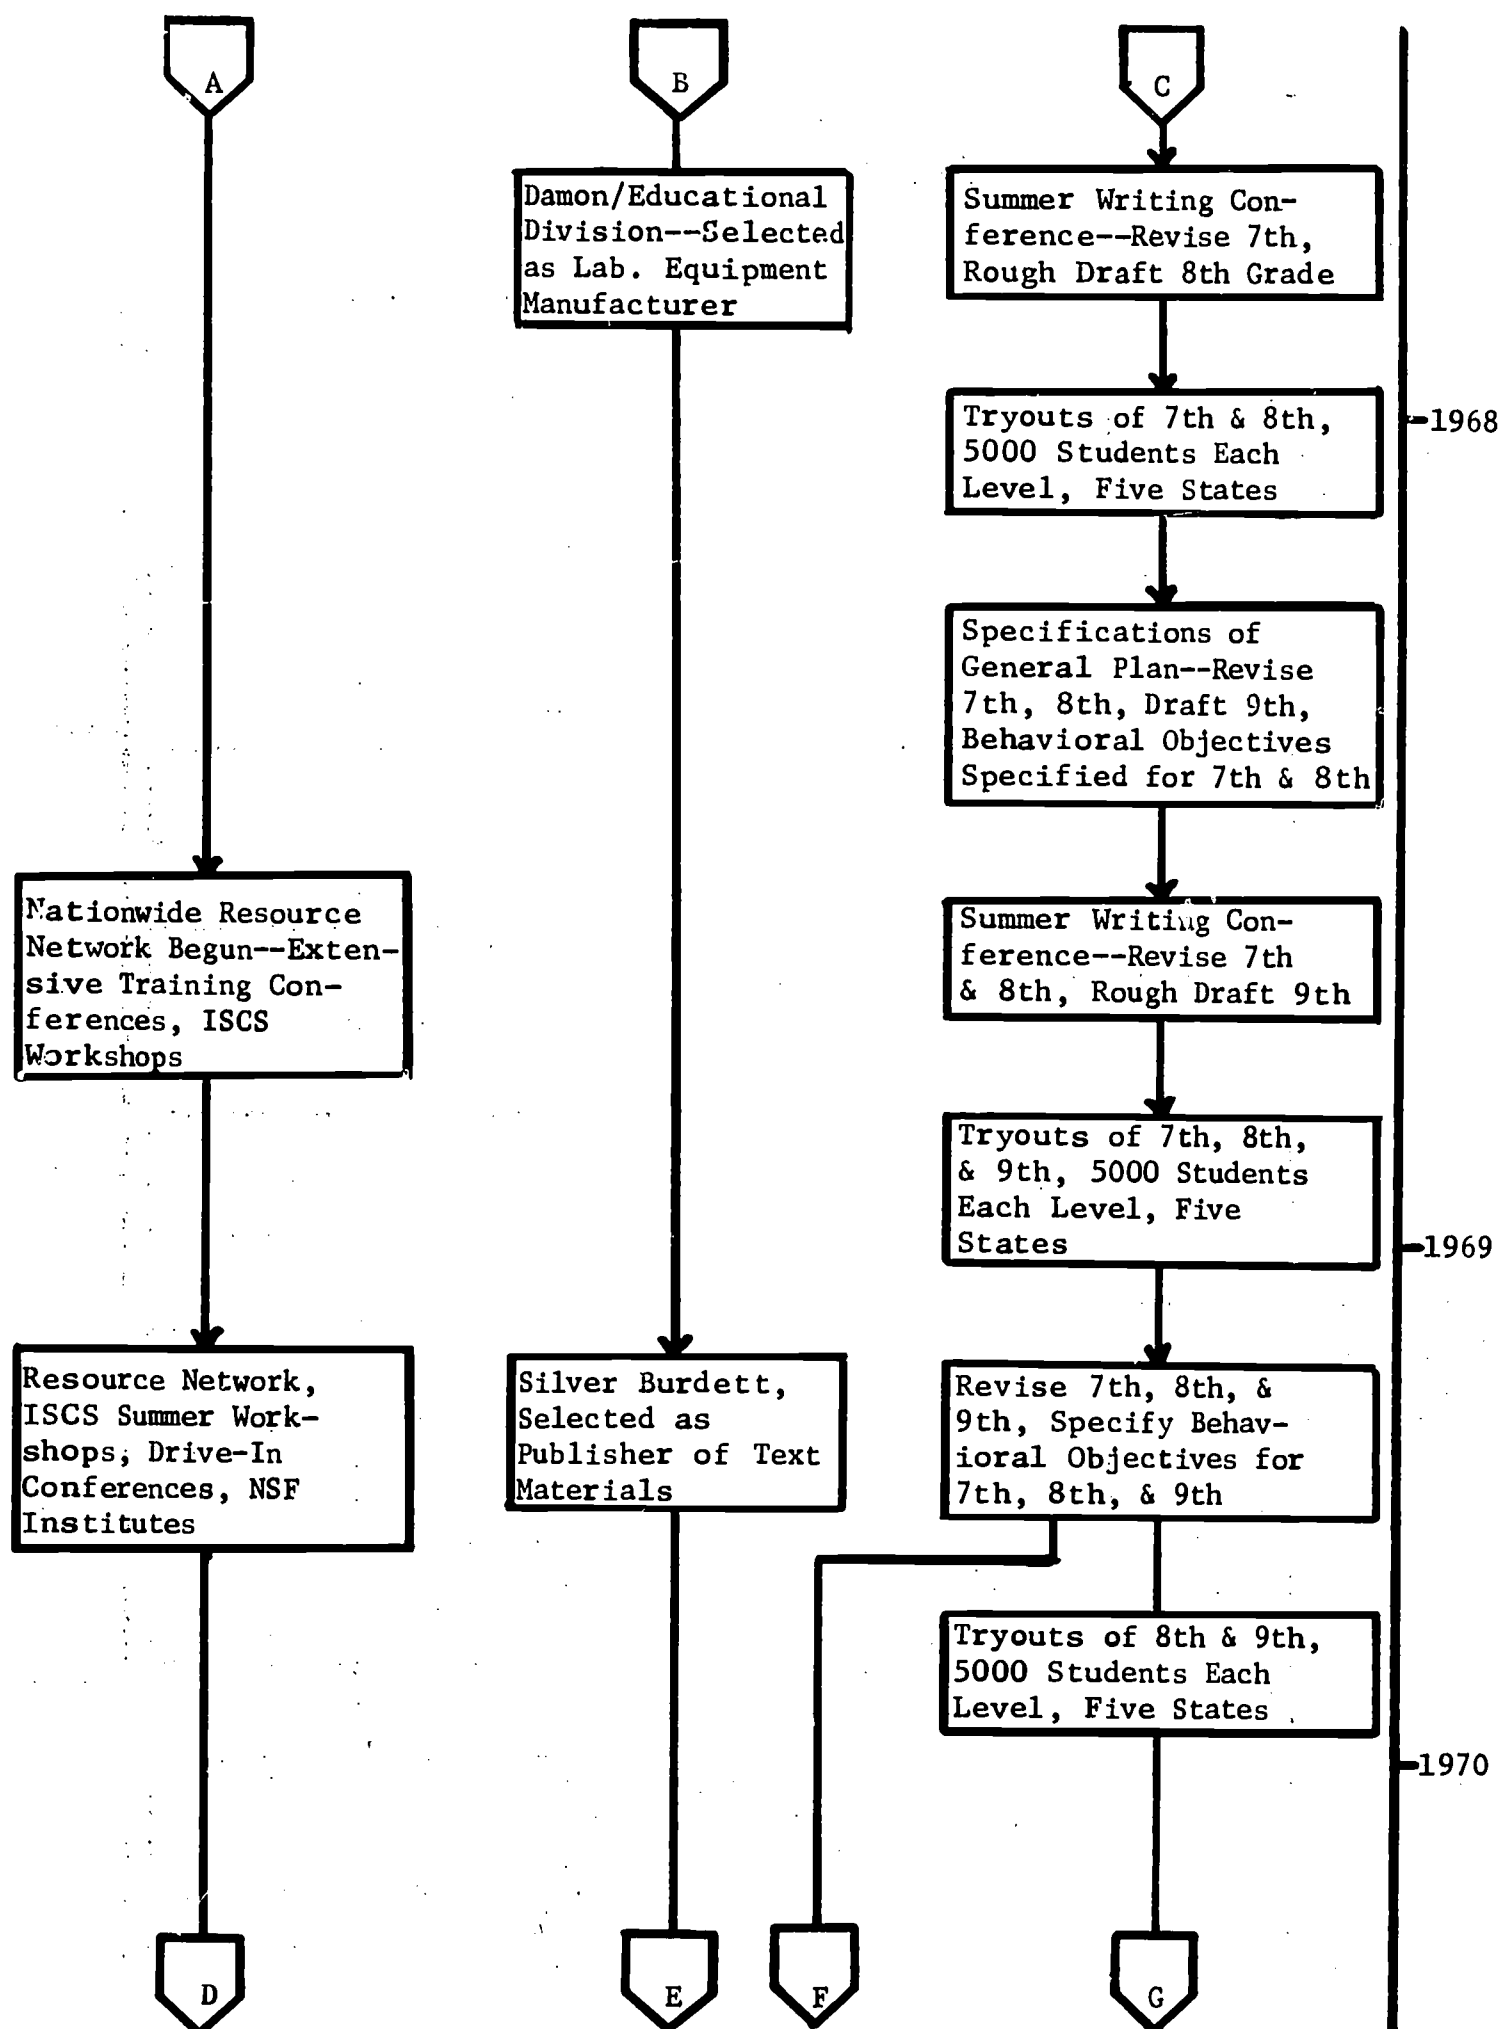 A
B
C
Damon/Educational
Division--Selected
as Lab. Equipment
Manufacturer
Summer Writing Con-
ference--Revise 7th,
Rough Draft 8th Grade
Tryouts of 7th & 8th,
5000 Students Each
Level, Five States
1968
Specifications of
General Plan--Revise
7th, 8th, Draft 9th,
Behavioral Objectives
Specified for 7th & 8th
Nationwide Resource
Network Begun--Exten-
sive Training Con-
ferences, ISCS
Workshops
Summer Writing Con-
ference--Revise 7th
& 8th, Rough Draft 9th
Tryouts of 7th, 8th,
& 9th, 5000 Students
Each Level, Five
States
1969
Resource Network,
ISCS Summer Work-
shops, Drive-In
Conferences, NSF
Institutes
Silver Burdett,
Selected as
Publisher of Text
Materials
Revise 7th, 8th, &
9th, Specify Behav-
ioral Objectives for
7th, 8th, & 9th
Tryouts of 8th & 9th,
5000 Students Each
Level, Five States
1970
D
E
F
G